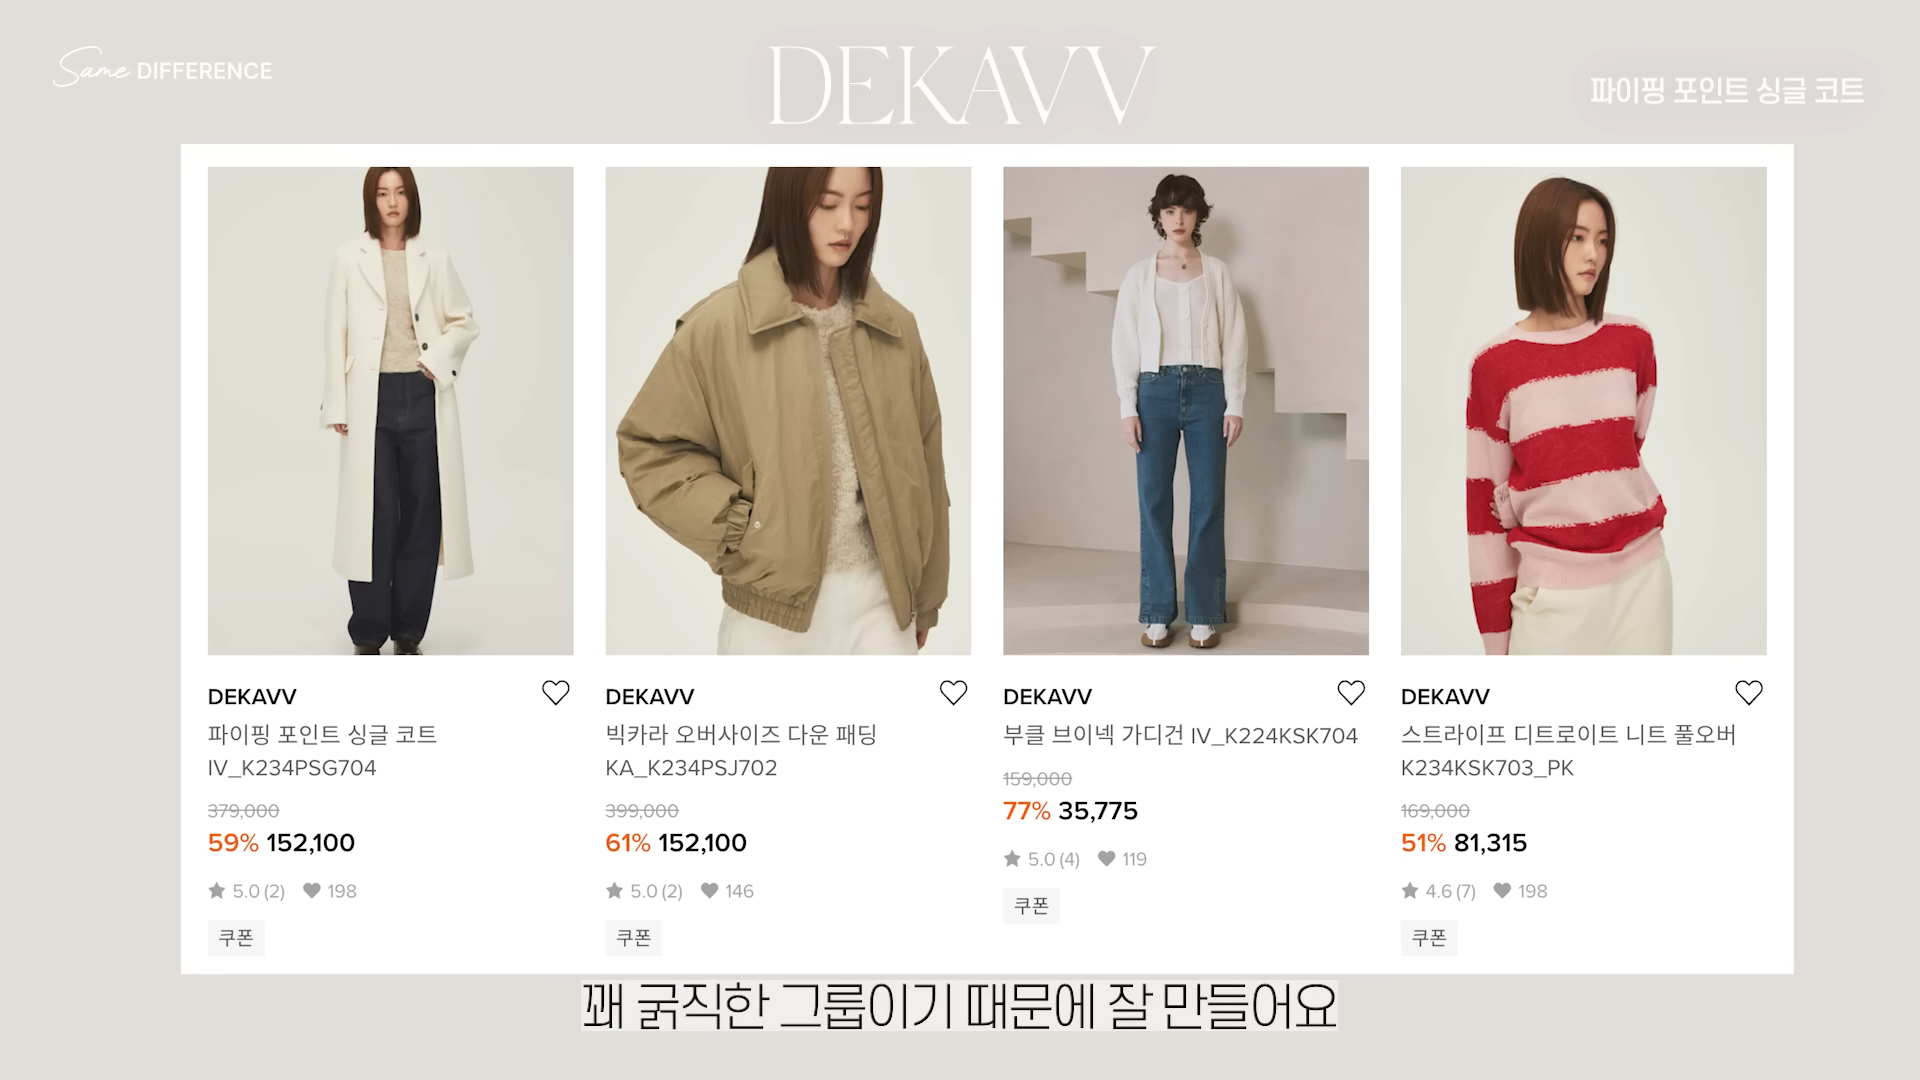 Same DIFFERENCE
DEKAVV
파이핑 포인트 싱글 코트
DEKAVV
파이핑 포인트 싱글 코트
IV_K234PSG704
379,000
59% 152,100
5.0 (2) 198
쿠폰
DEKAVV
빅카라 오버사이즈 다운 패딩
KA_K234PSJ702
399,000
61% 152,100
5.0 (2) 146
쿠폰
DEKAVV
부클 브이넥 가디건 IV_K224KSK704
159,000
77% 35,775
5.0 (4) 119
쿠폰
DEKAVV
스트라이프 디트로이트 니트 풀오버
K234KSK703_PK
169,000
51% 81,315
4.6 (7) 198
쿠폰
꽤 굵직한 그룹이기 때문에 잘 만들어요